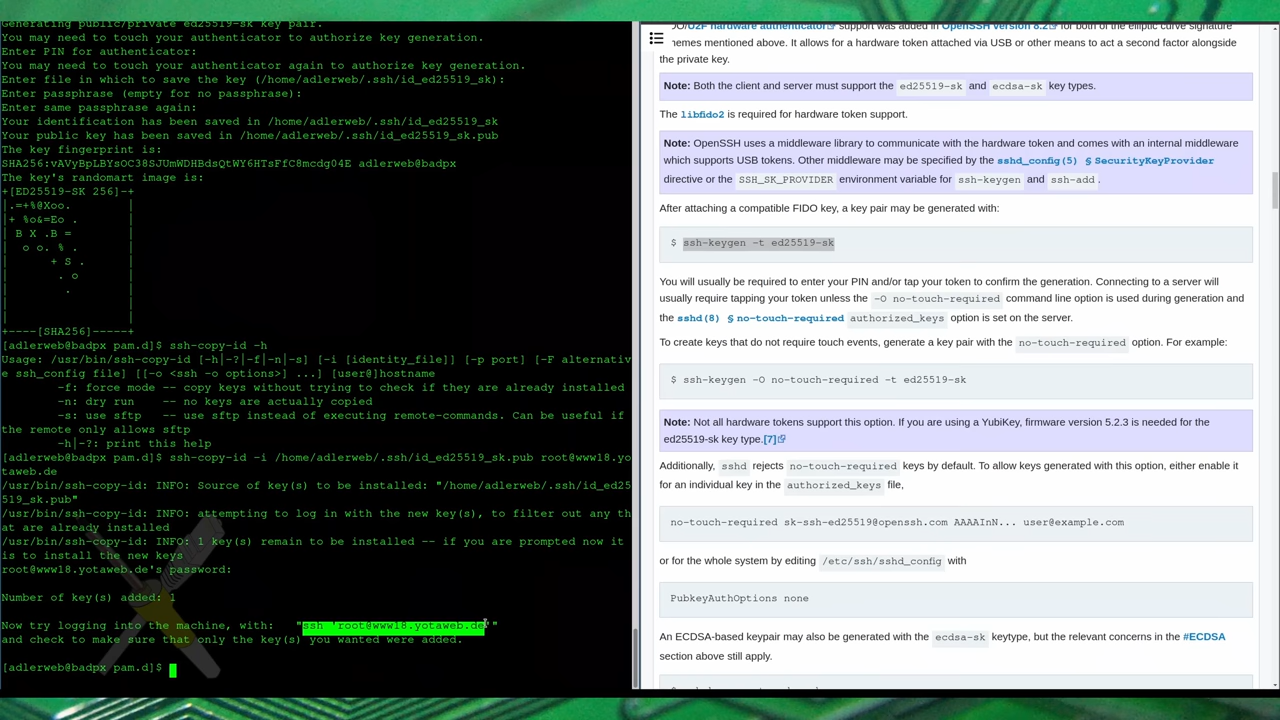 Generating public/private ed25519-sk key pair.
You may need to touch your authenticator to authorize key generation.
Enter PIN for authenticator:
You may need to touch your authenticator again to authorize key generation.
Enter file in which to save the key (/home/adlerweb/.ssh/id_ed25519_sk):
Enter passphrase (empty for no passphrase):
Enter same passphrase again:
Your identification has been saved in /home/adlerweb/.ssh/id_ed25519_sk
Your public key has been saved in /home/adlerweb/.ssh/id_ed25519_sk.pub
The key fingerprint is:
SHA256:vAVyBpLBYsOC38SJUmWDHBdsQtWY6HTsFfC8mcdg04E adlerweb@badpx
The key's randomart image is:
+[ED25519-SK 256]-+
|.=+%@Xoo.        |
|+ %o&=Eo .       |
| B X .B =        |
|  o o. % .       |
|      + S .      |
|       . o       |
|        .        |
|                 |
|                 |
+----[SHA256]-----+
[adlerweb@badpx pam.d]$ ssh-copy-id -h
Usage: /usr/bin/ssh-copy-id [-h|-?|-f|-n|-s] [-i [identity_file]] [-p port] [-F alternativ
e ssh_config file] [[-o <ssh -o options>] ...] [user@]hostname
-f: force mode -- copy keys without trying to check if they are already installed
-n: dry run    -- no keys are actually copied
-s: use sftp   -- use sftp instead of executing remote-commands. Can be useful if
the remote only allows sftp
-h|-?: print this help
[adlerweb@badpx pam.d]$ ssh-copy-id -i /home/adlerweb/.ssh/id_ed25519_sk.pub root@www18.yo
taweb.de
/usr/bin/ssh-copy-id: INFO: Source of key(s) to be installed: "/home/adlerweb/.ssh/id_ed25
519_sk.pub"
/usr/bin/ssh-copy-id: INFO: attempting to log in with the new key(s), to filter out any th
at are already installed
/usr/bin/ssh-copy-id: INFO: 1 key(s) remain to be installed -- if you are prompted now it
is to install the new keys
root@www18.yotaweb.de's password:
Number of key(s) added: 1
Now try logging into the machine, with:   "ssh 'root@www18.yotaweb.de'"
and check to make sure that only the key(s) you wanted were added.
[adlerweb@badpx pam.d]$
DO/U2F hardware authenticator support was added in OpenSSH version 8.2 for both of the elliptic curve signature
hemes mentioned above. It allows for a hardware token attached via USB or other means to act a second factor alongside
the private key.
Note: Both the client and server must support the ed25519-sk and ecdsa-sk key types.
The libfido2 is required for hardware token support.
Note: OpenSSH uses a middleware library to communicate with the hardware token and comes with an internal middleware
which supports USB tokens. Other middleware may be specified by the sshd_config(5) § SecurityKeyProvider
directive or the SSH_SK_PROVIDER environment variable for ssh-keygen and ssh-add.
After attaching a compatible FIDO key, a key pair may be generated with:
$ ssh-keygen -t ed25519-sk
You will usually be required to enter your PIN and/or tap your token to confirm the generation. Connecting to a server will
usually require tapping your token unless the -O no-touch-required command line option is used during generation and
the sshd(8) § no-touch-required authorized_keys option is set on the server.
To create keys that do not require touch events, generate a key pair with the no-touch-required option. For example:
$ ssh-keygen -O no-touch-required -t ed25519-sk
Note: Not all hardware tokens support this option. If you are using a YubiKey, firmware version 5.2.3 is needed for the
ed25519-sk key type.[7]
Additionally, sshd rejects no-touch-required keys by default. To allow keys generated with this option, either enable it
for an individual key in the authorized_keys file,
no-touch-required sk-ssh-ed25519@openssh.com AAAAInN... user@example.com
or for the whole system by editing /etc/ssh/sshd_config with
PubkeyAuthOptions none
An ECDSA-based keypair may also be generated with the ecdsa-sk keytype, but the relevant concerns in the #ECDSA
section above still apply.